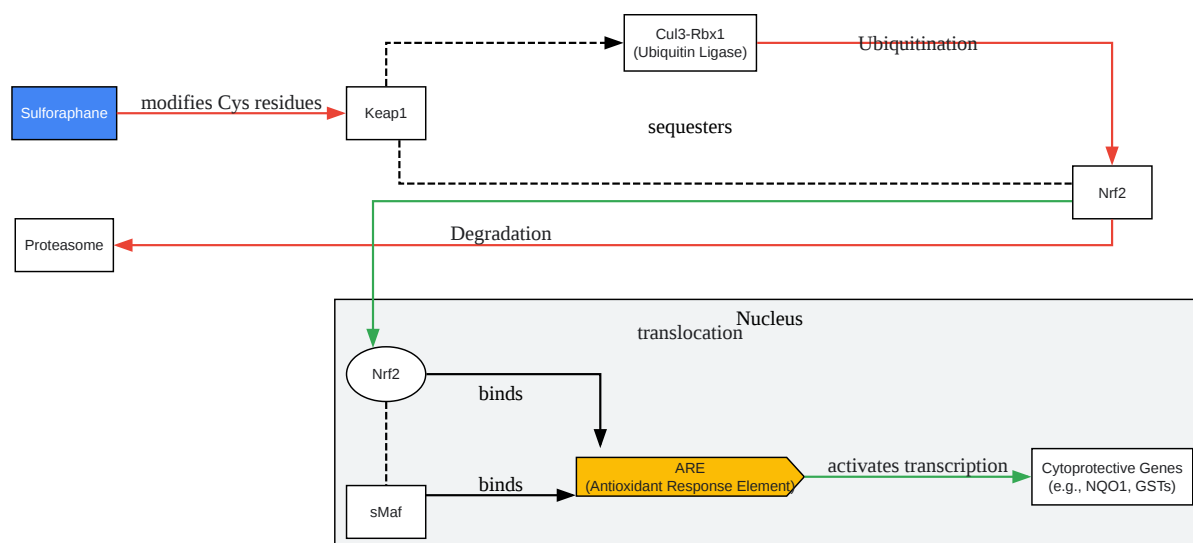 Cul3-Rbx1
(Ubiquitin Ligase)
Ubiquitination
Sulforaphane
modifies Cys residues
Keap1
sequesters
Nrf2
Proteasome
Degradation
Nucleus
translocation
Nrf2
binds
binds
ARE
(Antioxidant Response Element)
activates transcription
Cytoprotective Genes
(e.g., NQO1, GSTs)
sMaf